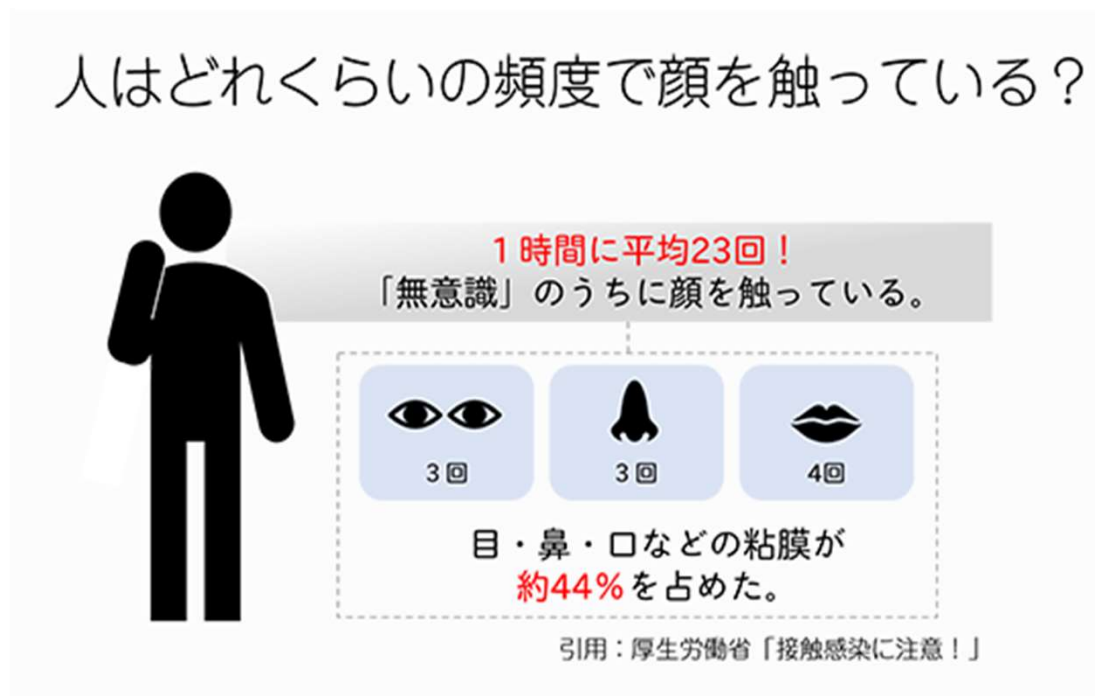 人はどれくらいの頻度で顔を触っている？
１時間に平均23回！
「無意識」のうちに顔を触っている。
3回
3回
4回
目・鼻・口などの粘膜が
約44%を占めた。
引用：厚生労働省「接触感染に注意！」